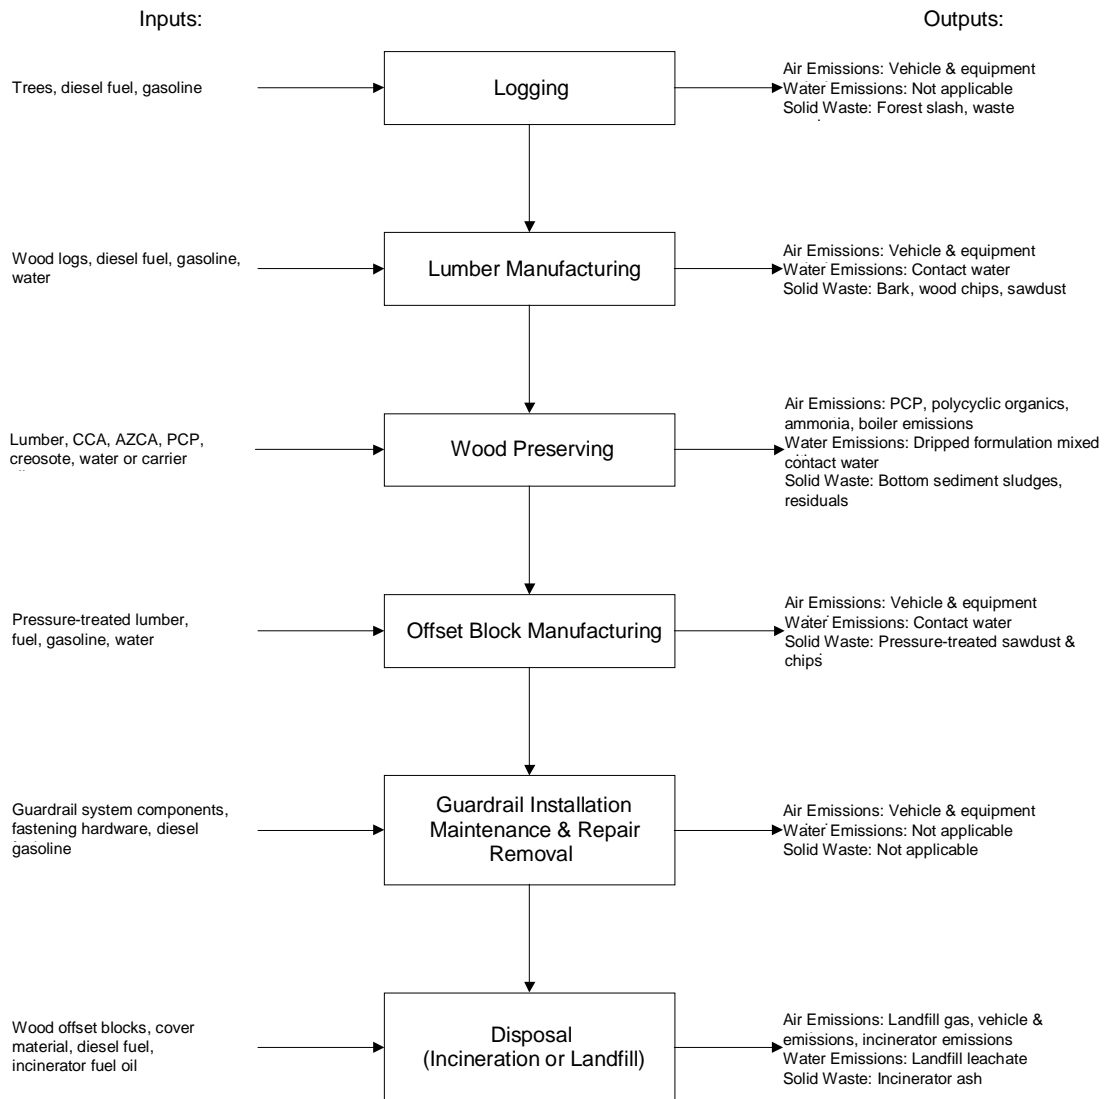 Inputs:
Outputs:
Trees, diesel fuel, gasoline
Logging
Air Emissions: Vehicle & equipment
Water Emissions: Not applicable
Solid Waste: Forest slash, waste
Wood logs, diesel fuel, gasoline,
water
Lumber Manufacturing
Air Emissions: Vehicle & equipment
Water Emissions: Contact water
Solid Waste: Bark, wood chips, sawdust
Lumber, CCA, AZCA, PCP,
creosote, water or carrier
Wood Preserving
Air Emissions: PCP, polycyclic organics,
ammonia, boiler emissions
Water Emissions: Dripped formulation mixed
contact water
Solid Waste: Bottom sediment sludges,
residuals
Pressure-treated lumber,
fuel, gasoline, water
Offset Block Manufacturing
Air Emissions: Vehicle & equipment
Water Emissions: Contact water
Solid Waste: Pressure-treated sawdust &
chips
Guardrail system components,
fastening hardware, diesel
gasoline
Guardrail Installation
Maintenance & Repair
Removal
Air Emissions: Vehicle & equipment
Water Emissions: Not applicable
Solid Waste: Not applicable
Wood offset blocks, cover
material, diesel fuel,
incinerator fuel oil
Disposal
(Incineration or Landfill)
Air Emissions: Landfill gas, vehicle &
emissions, incinerator emissions
Water Emissions: Landfill leachate
Solid Waste: Incinerator ash